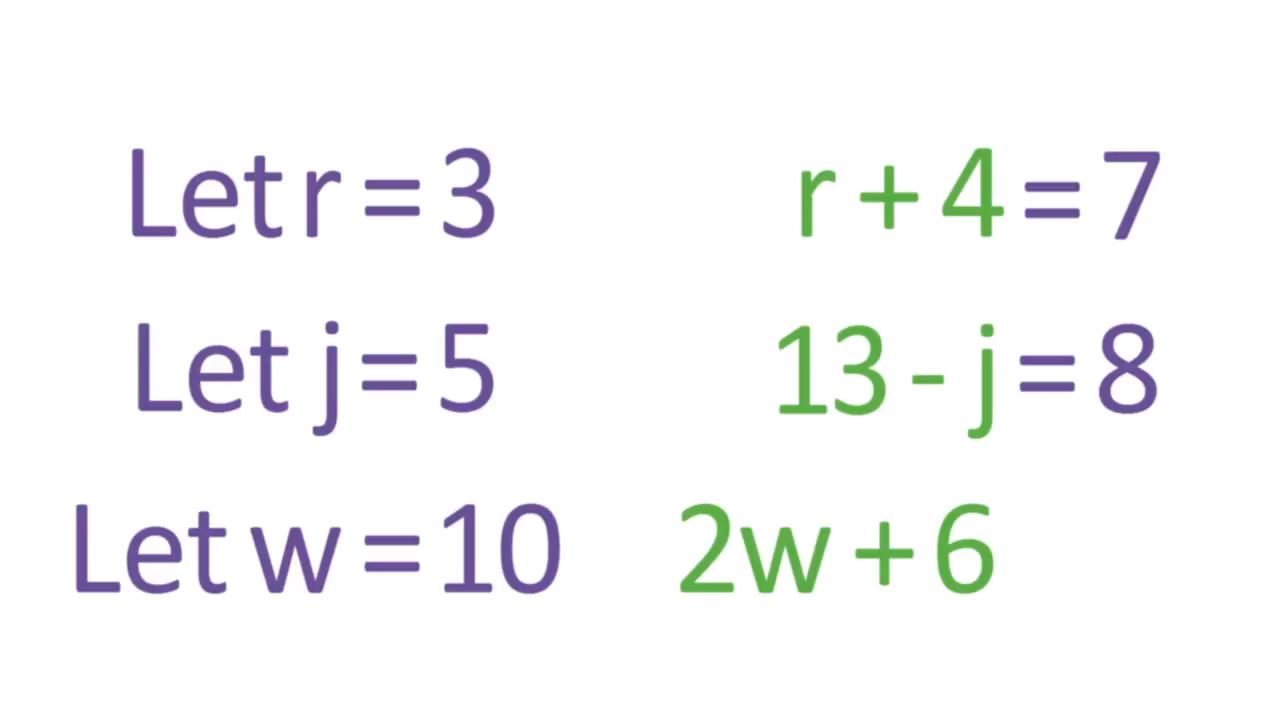 Let r = 3    r + 4 = 7
Let j = 5    13 - j = 8
Let w = 10    2w + 6